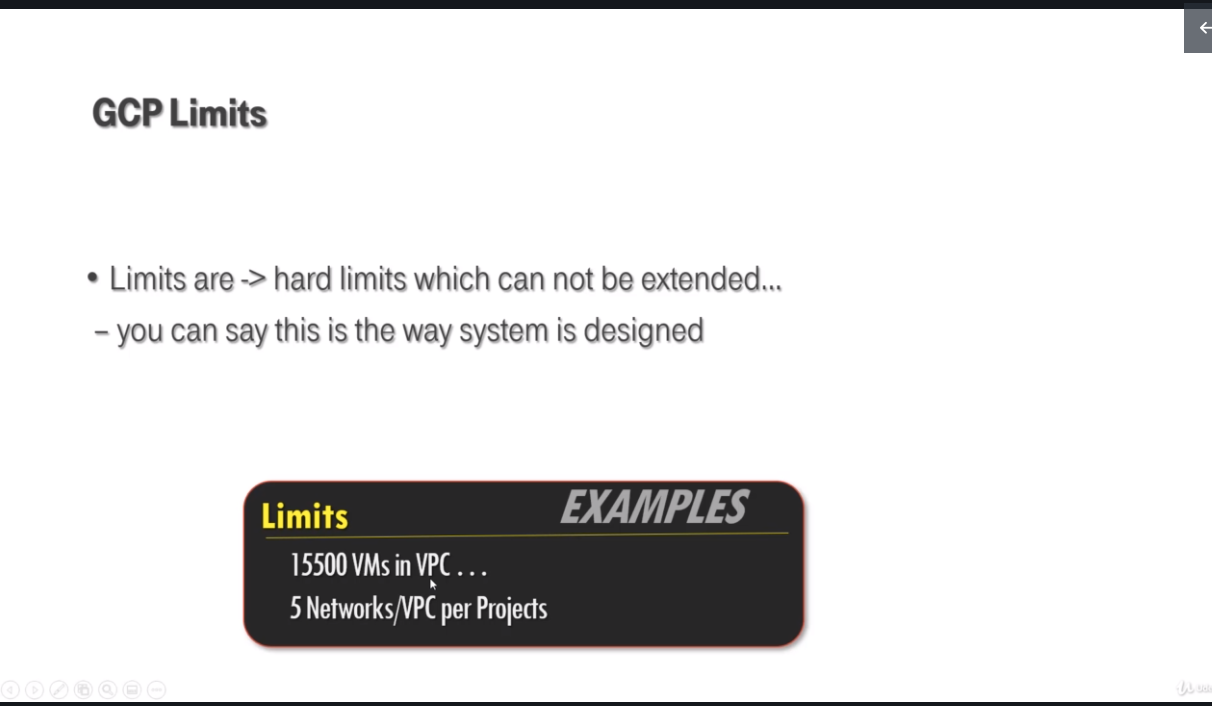 GCP Limits
• Limits are -> hard limits which can not be extended...
– you can say this is the way system is designed
EXAMPLES
Limits
15500 VMs in VPC . . .
5 Networks/VPC per Projects